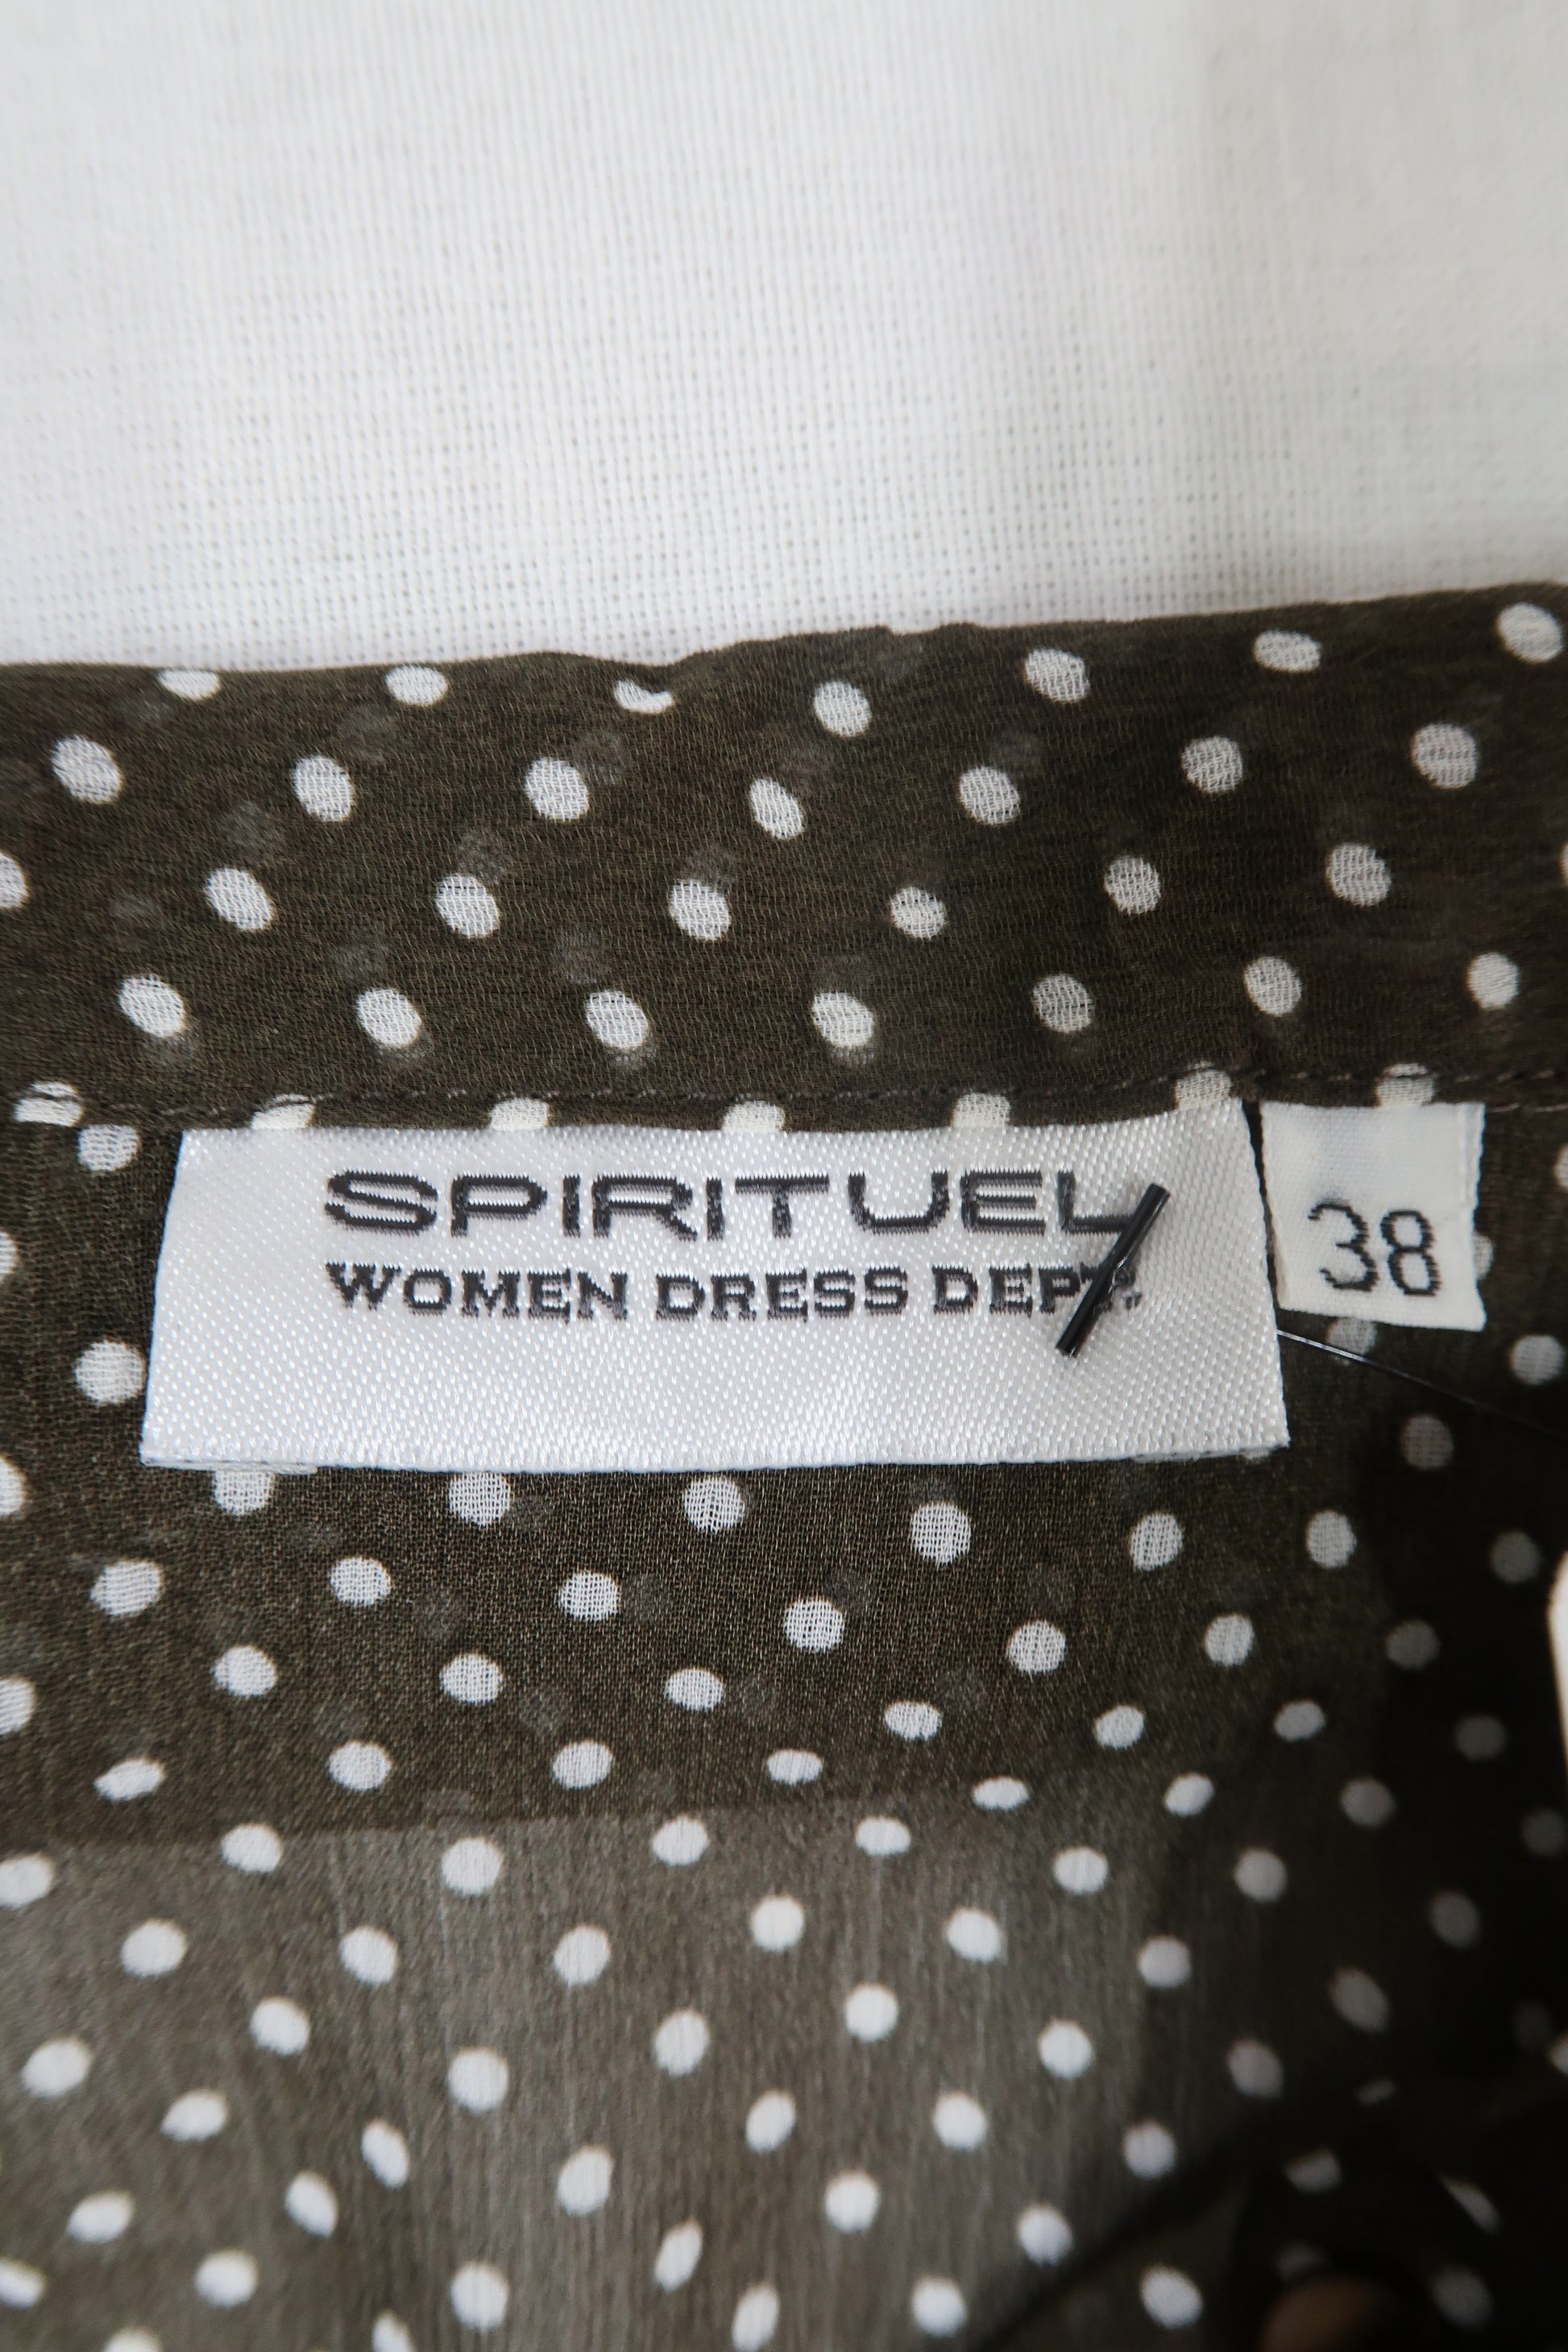 SPIRITUEL
WOMEN DRESS DEPT"
38